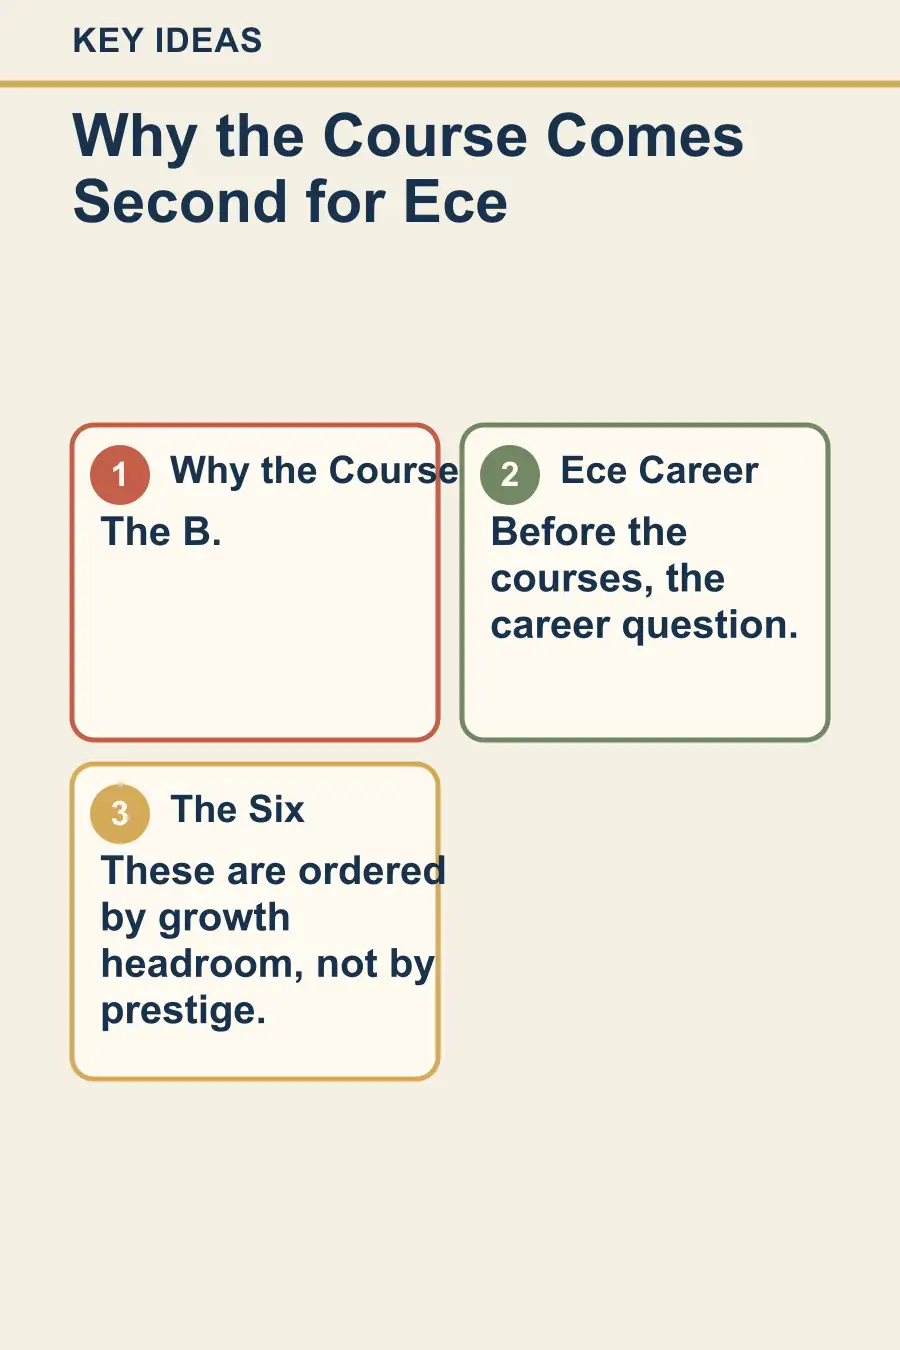 KEY IDEAS
Why the Course Comes
Second for Ece
1 Why the Course
The B.
2 Ece Career
Before the
courses, the
career question.
3 The Six
These are ordered
by growth
headroom, not by
prestige.